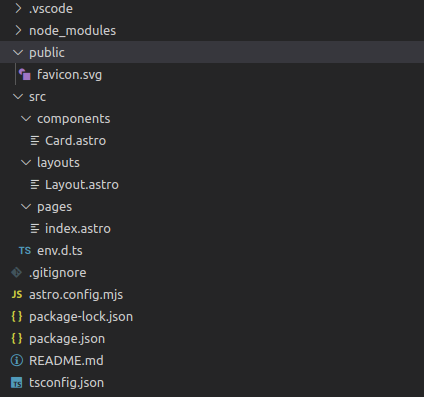 .vscode
node_modules
public
favicon.svg
src
components
Card.astro
layouts
Layout.astro
pages
index.astro
TS env.d.ts
.gitignore
JS astro.config.mjs
{} package-lock.json
{} package.json
README.md
TS tsconfig.json